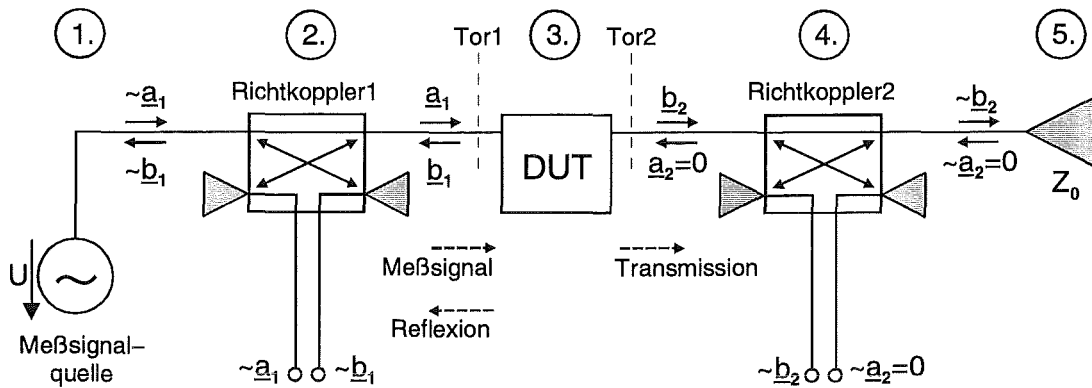 1.
2.
3.
4.
5.
Tor1
Tor2
Richtkoppler1
Richtkoppler2
~a₁
~b₁
a₁
b₁
DUT
b₂
a₂=0
~b₂
~a₂=0
Z₀
U
~
Meßsignal
Reflexion
Transmission
Meßsignal–
quelle
~a₁
~b₁
~b₂
~a₂=0